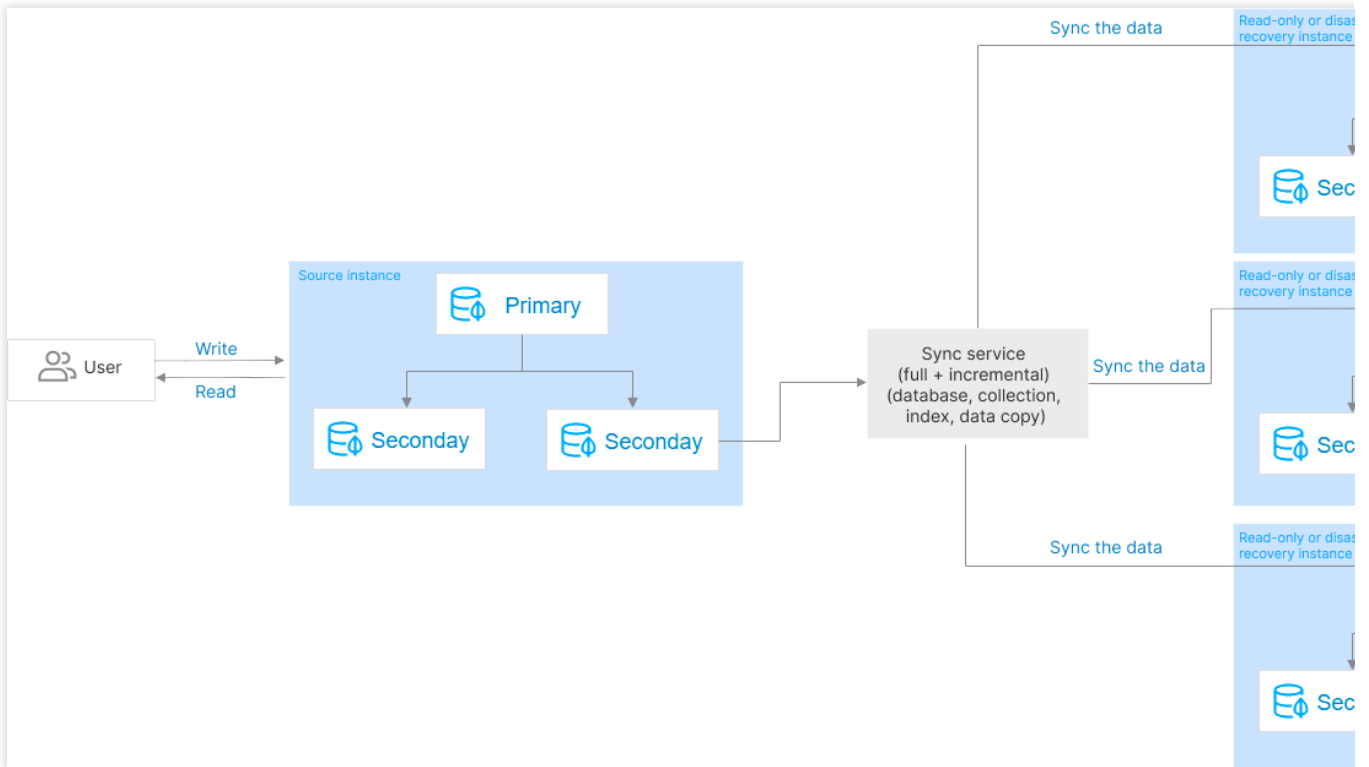 Sync the data
Read-only or disas
recovery instance
Sec
Source instance
Primary
Seconday
Seconday
User
Write
Read
Sync service
(full + incremental)
(database, collection,
index, data copy)
Sync the data
Read-only or disas
recovery instance
Sec
Sync the data
Read-only or disas
recovery instance
Sec